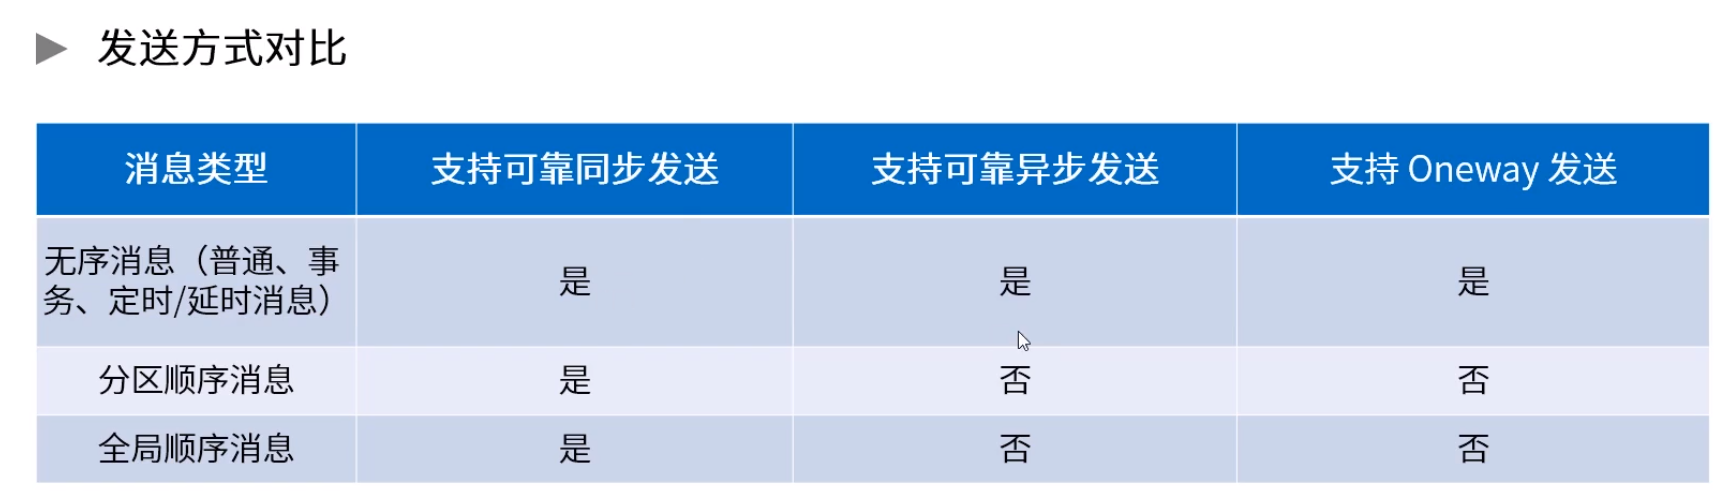 发送方式对比
消息类型 支持可靠同步发送 支持可靠异步发送 支持 Oneway 发送
无序消息（普通、事
务、定时/延时消息） 是 是 是
分区顺序消息 是 否 否
全局顺序消息 是 否 否